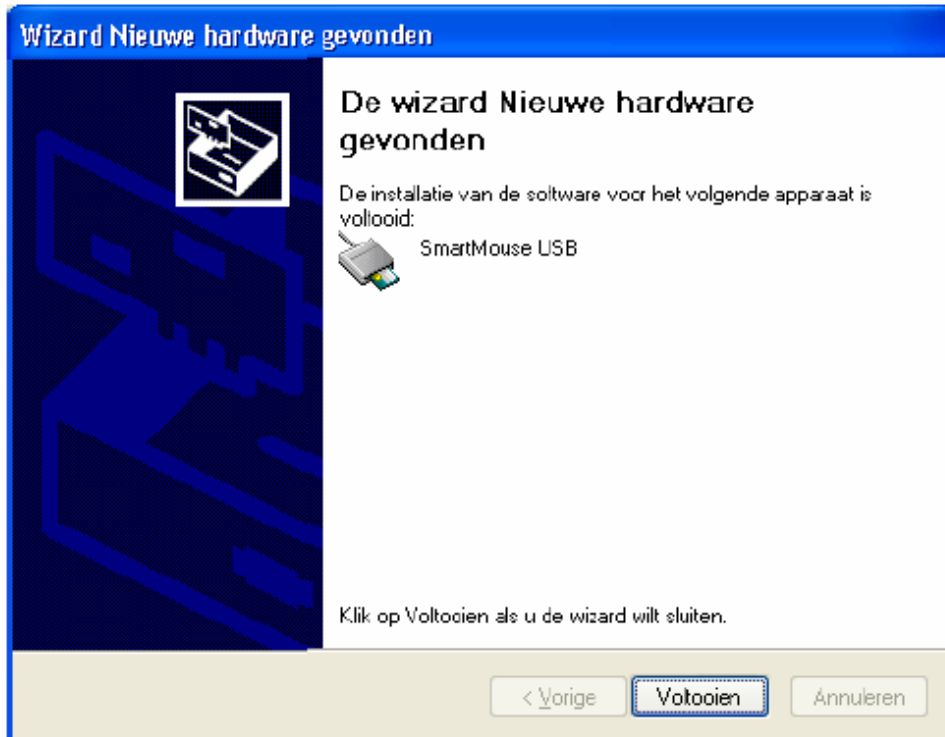 Wizard Nieuwe hardware gevonden
De wizard Nieuwe hardware
gevonden
De installatie van de software voor het volgende apparaat is
voltooid:
SmartMouse USB
Klik op Voltooien als u de wizard wilt sluiten.
< Vorige
Voltooien
Annuleren